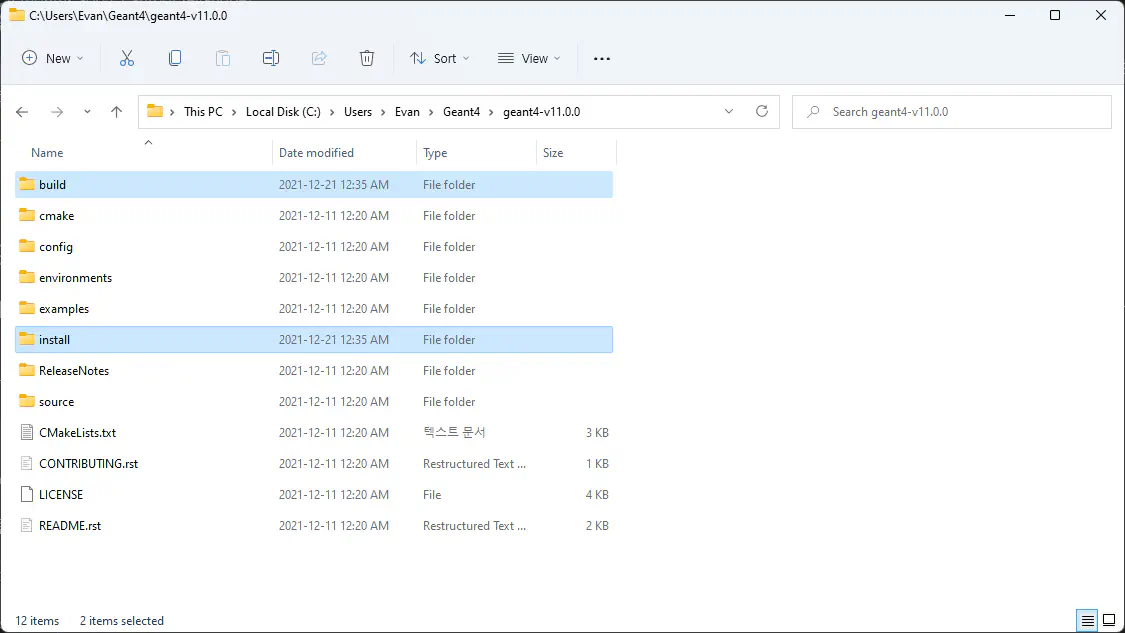 C:\Users\Evan\Geant4\geant4-v11.0.0
New Sort View
This PC Local Disk (C:) Users Evan Geant4 geant4-v11.0.0 Search geant4-v11.0.0
Name Date modified Type Size
build 2021-12-21 12:35 AM File folder
cmake 2021-12-11 12:20 AM File folder
config 2021-12-11 12:20 AM File folder
environments 2021-12-11 12:20 AM File folder
examples 2021-12-11 12:20 AM File folder
install 2021-12-21 12:35 AM File folder
ReleaseNotes 2021-12-11 12:20 AM File folder
source 2021-12-11 12:20 AM File folder
CMakeLists.txt 2021-12-11 12:20 AM 텍스트 문서 3 KB
CONTRIBUTING.rst 2021-12-11 12:20 AM Restructured Text ... 1 KB
LICENSE 2021-12-11 12:20 AM File 4 KB
README.rst 2021-12-11 12:20 AM Restructured Text ... 2 KB
12 items 2 items selected